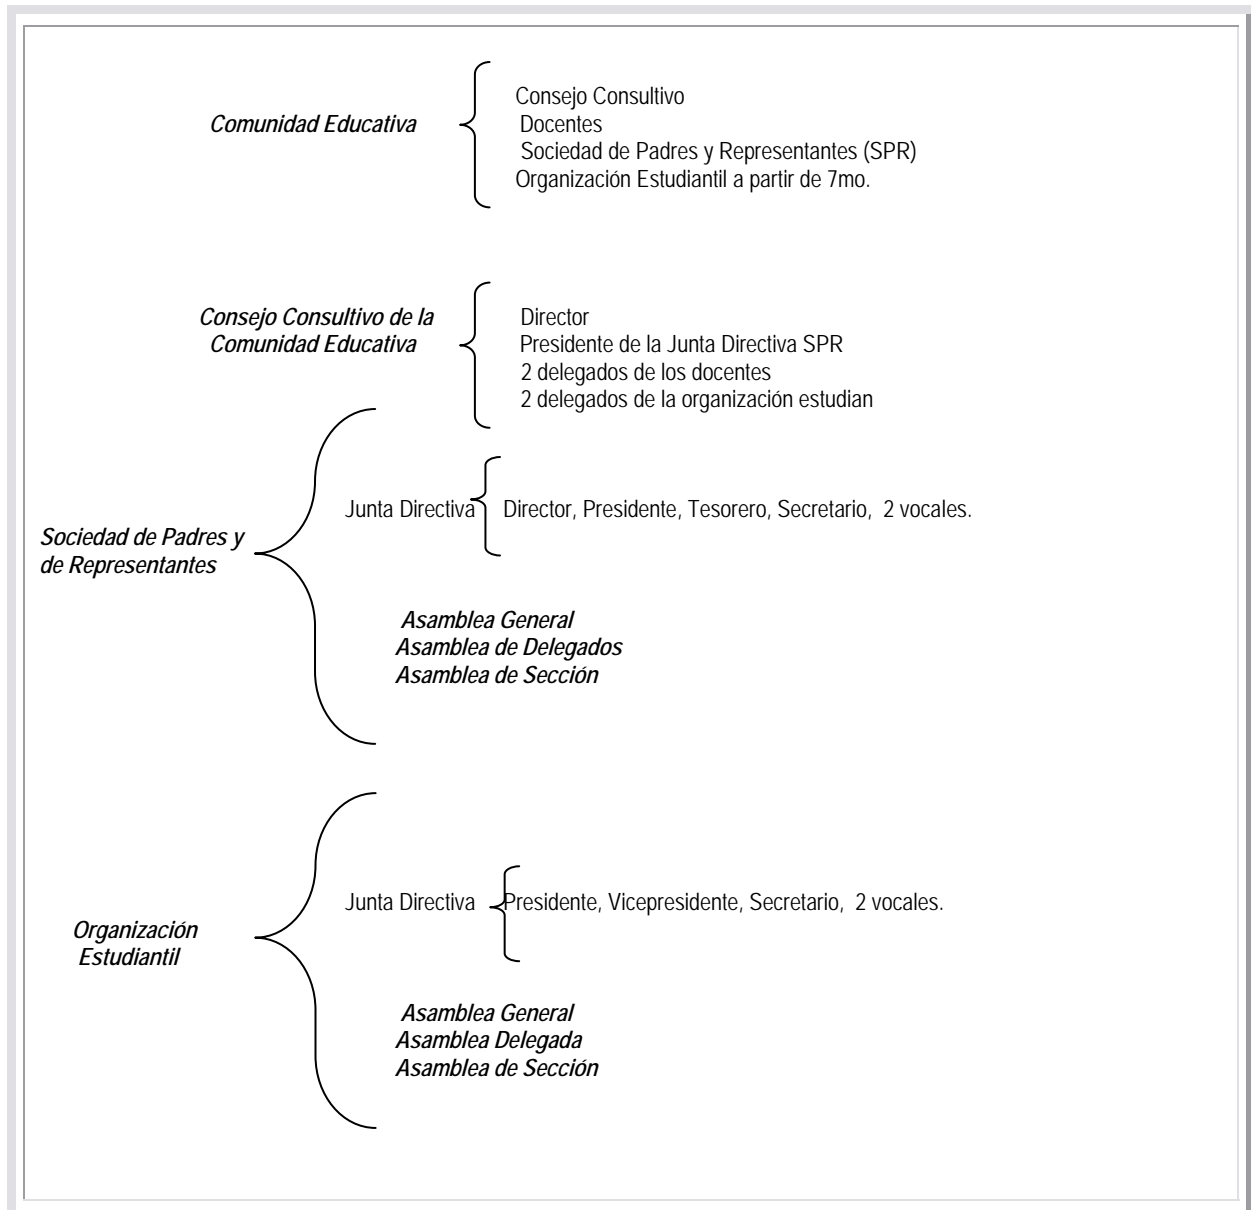 Comunidad Educativa
Consejo Consultivo
Docentes
Sociedad de Padres y Representantes (SPR)
Organización Estudiantil a partir de 7mo.
Consejo Consultivo de la
Comunidad Educativa
Director
Presidente de la Junta Directiva SPR
2 delegados de los docentes
2 delegados de la organización estudian
Sociedad de Padres y
de Representantes
Junta Directiva
Director, Presidente, Tesorero, Secretario, 2 vocales.
Asamblea General
Asamblea de Delegados
Asamblea de Sección
Organización
Estudiantil
Junta Directiva
Presidente, Vicepresidente, Secretario, 2 vocales.
Asamblea General
Asamblea Delegada
Asamblea de Sección